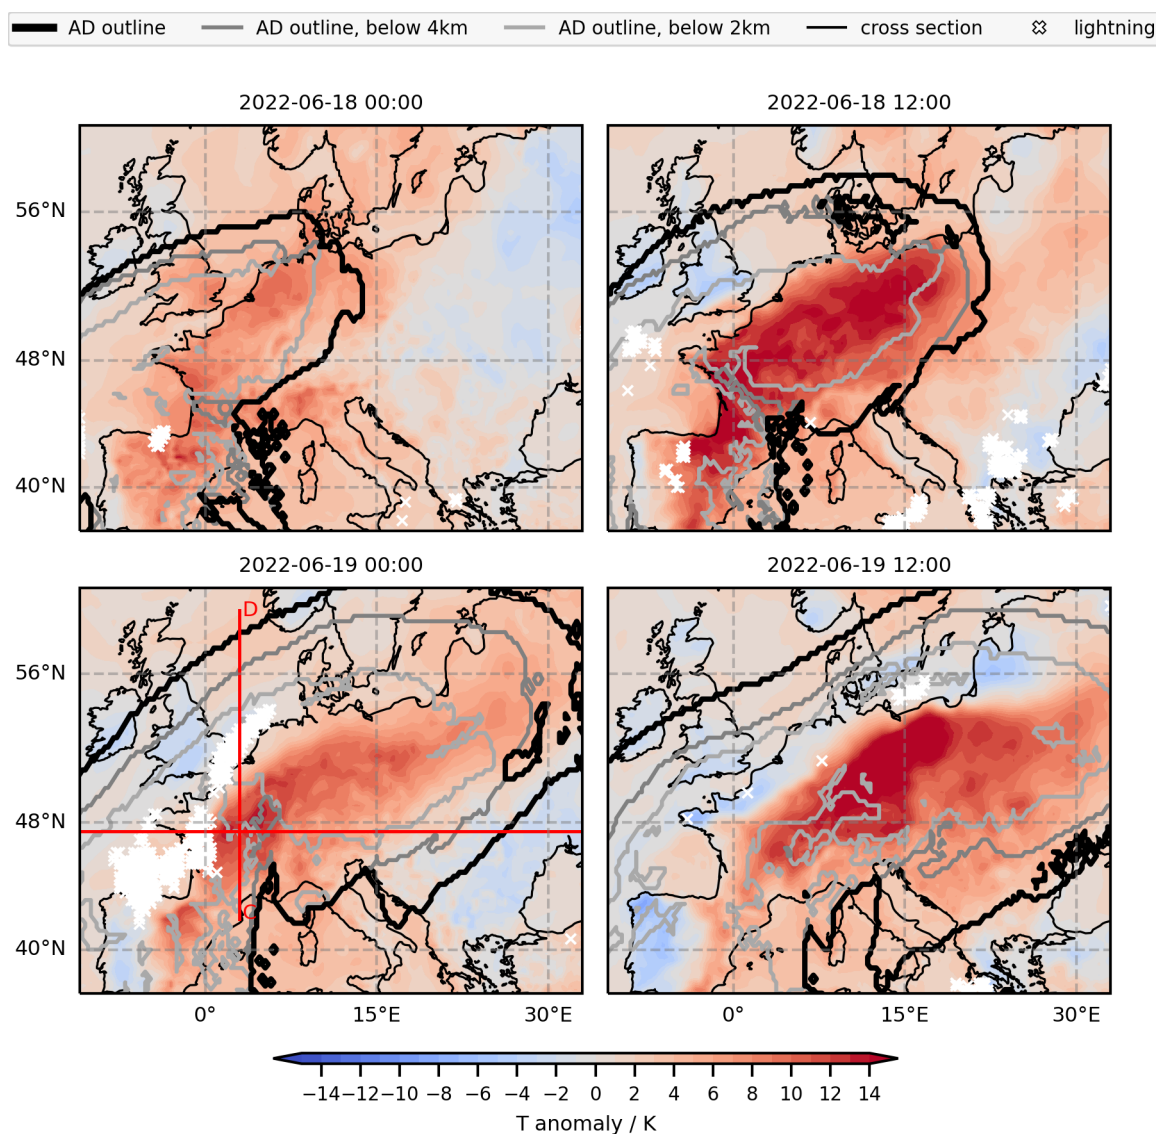 AD outline AD outline, below 4km AD outline, below 2km cross section lightning
2022-06-18 00:00 2022-06-18 12:00
56°N
48°N
40°N
2022-06-19 00:00 2022-06-19 12:00
D
56°N
48°N
C
40°N
0° 15°E 30°E 0° 15°E 30°E
−14 −12 −10 −8 −6 −4 −2 0 2 4 6 8 10 12 14
T anomaly / K